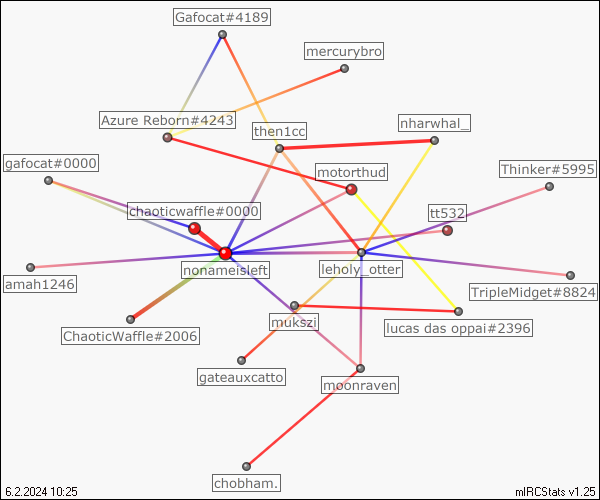 Gafocat#4189
mercurybro
Azure Reborn#4243
then1cc
nharwhal_
gafocat#0000
motorthud
Thinker#5995
chaoticwaffle#0000
tt532
nonameisleft
leholy_otter
amah1246
TripleMidget#8824
mukszi
lucas das oppai#2396
ChaoticWaffle#2006
gateauxcatto
moonraven
chobham.
6.2.2024 10:25
mIRCStats v1.25